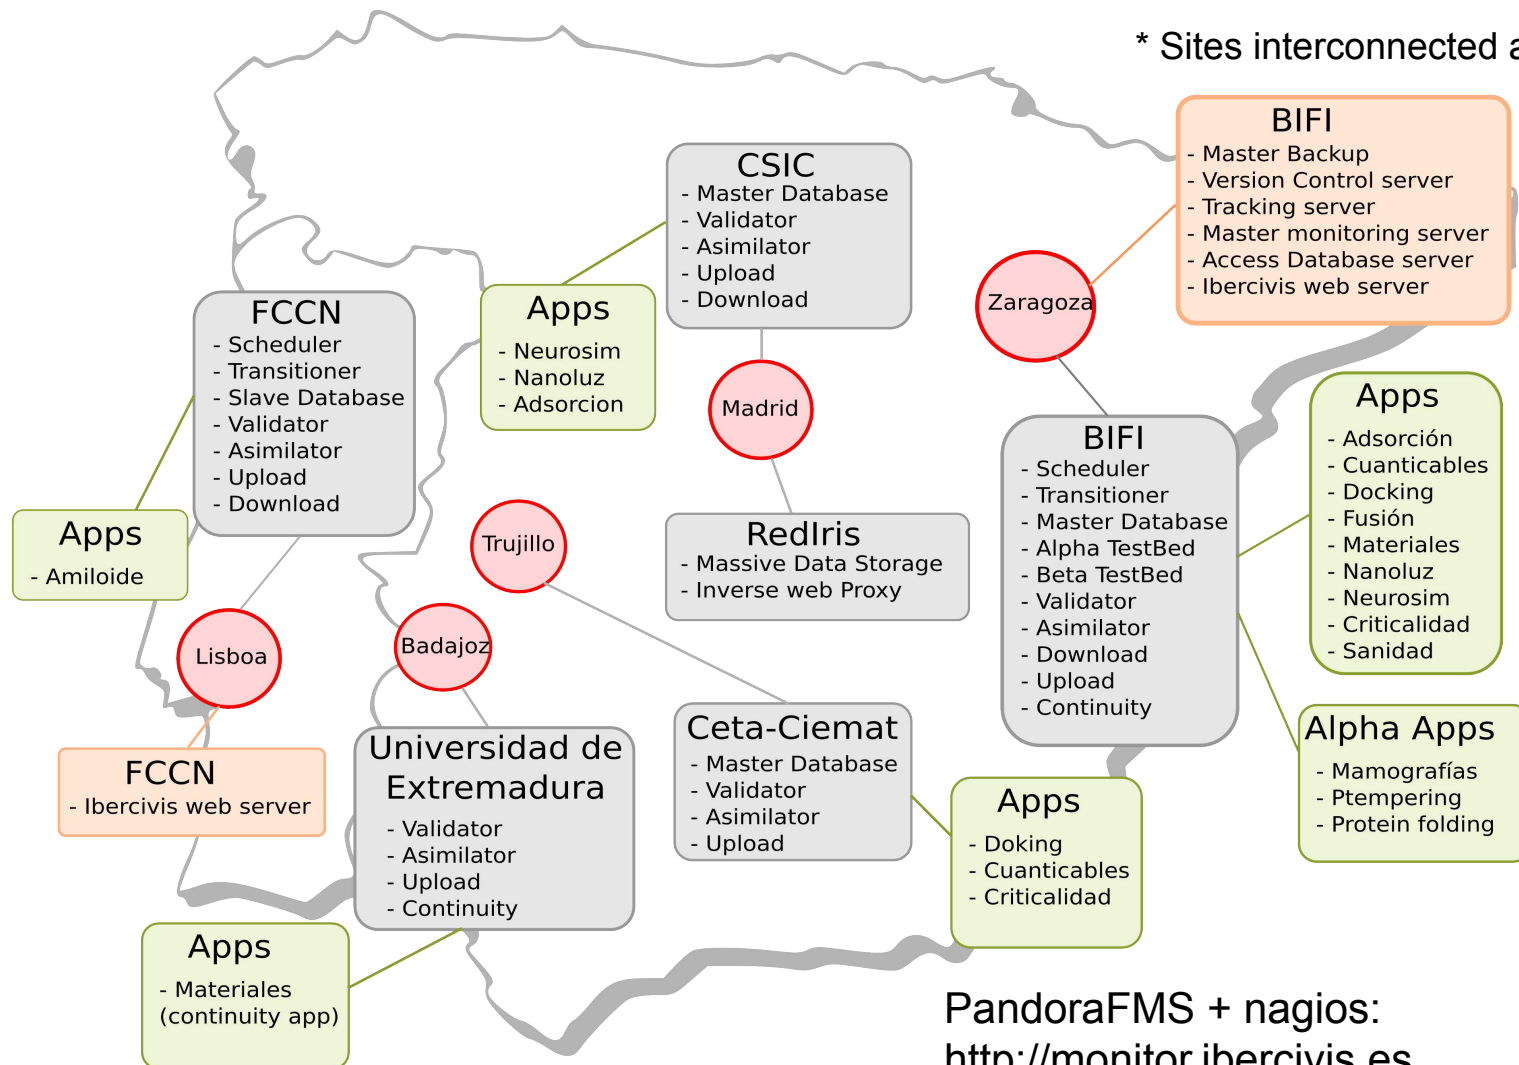 * Sites interconnected a
BIFI
- Master Backup
- Version Control server
- Tracking server
- Master monitoring server
- Access Database server
- Ibercivis web server
CSIC
- Master Database
- Validator
- Asimilator
- Upload
- Download
Zaragoza
FCCN
- Scheduler
- Transitioner
- Slave Database
- Validator
- Asimilator
- Upload
- Download
Apps
- Neurosim
- Nanoluz
- Adsorcion
Madrid
Apps
- Adsorción
- Cuanticables
- Docking
- Fusión
- Materiales
- Nanoluz
- Neurosim
- Criticalidad
- Sanidad
BIFI
- Scheduler
- Transitioner
- Master Database
- Alpha TestBed
- Beta TestBed
- Validator
- Asimilator
- Download
- Upload
- Continuity
Apps
- Amiloide
Trujillo
RedIris
- Massive Data Storage
- Inverse web Proxy
Lisboa
Badajoz
FCCN
- Ibercivis web server
Universidad de
Extremadura
- Validator
- Asimilator
- Upload
- Continuity
Ceta-Ciemat
- Master Database
- Validator
- Asimilator
- Upload
Alpha Apps
- Mamografías
- Ptempering
- Protein folding
Apps
- Doking
- Cuanticables
- Criticalidad
Apps
- Materiales
(continuity app)
PandoraFMS + nagios:
http://monitor.ibercivis.es